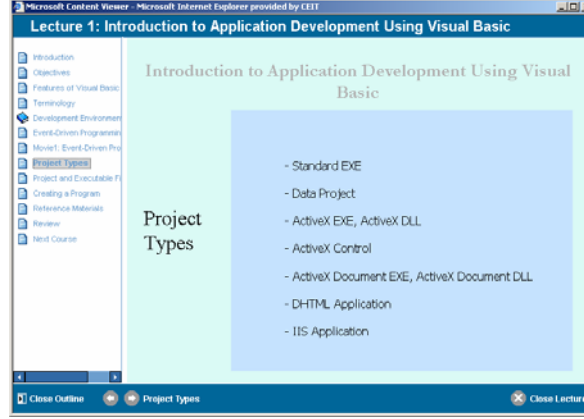 Microsoft Content Viewer - Microsoft Internet Explorer provided by CEIT
Lecture 1: Introduction to Application Development Using Visual Basic
Introduction
Objectives
Features of Visual Basic
Terminology
Development Environmen
Event-Driven Programmin
Movie1: Event-Driven Pro
Project Types
Project and Executable Fi
Creating a Program
Reference Materials
Review
Next Course
Introduction to Application Development Using Visual
Basic
Project
Types
- Standard EXE
- Data Project
- ActiveX EXE, ActiveX DLL
- ActiveX Control
- ActiveX Document EXE, ActiveX Document DLL
- DHTML Application
- IIS Application
Close Outline
Project Types
Close Lecture